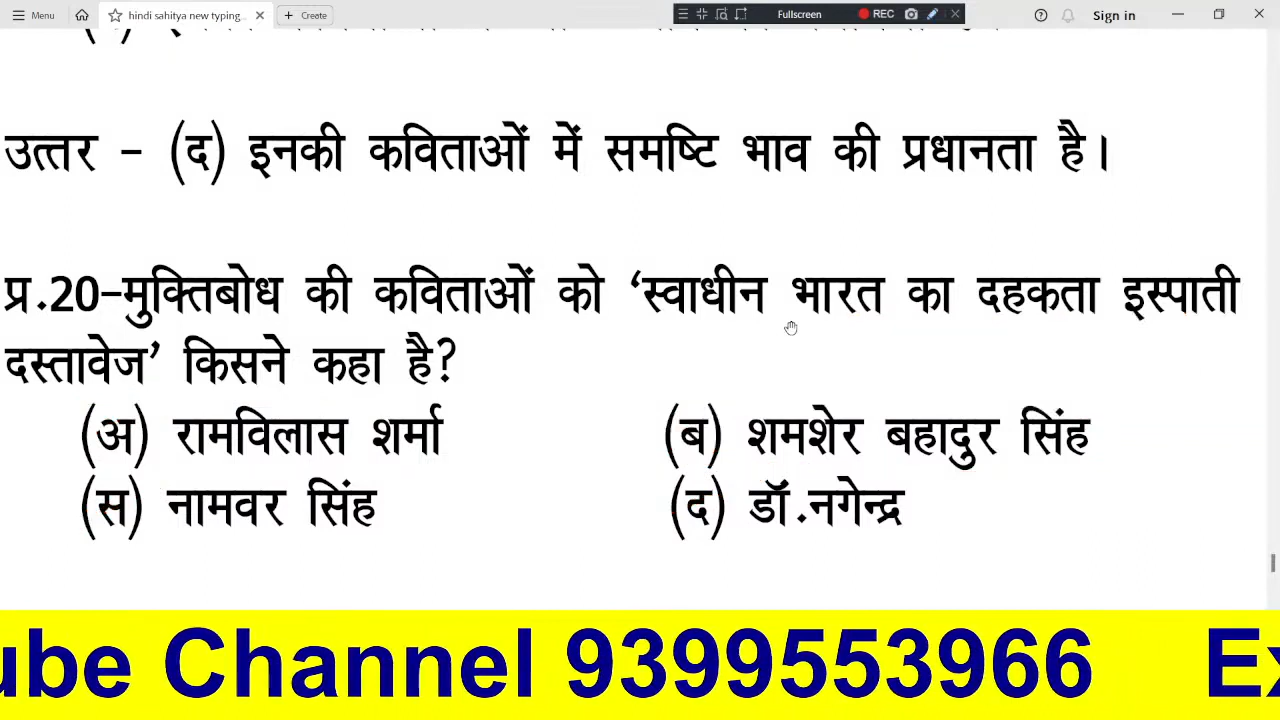 Menu hindi sahitya new typing... × + Create Fullscreen REC Sign in
उत्तर - (द) इनकी कविताओं में समष्टि भाव की प्रधानता है।
प्र.20-मुक्तिबोध की कविताओं को ‘स्वाधीन भारत का दहकता इस्पाती
दस्तावेज’ किसने कहा है?
(अ) रामविलास शर्मा (ब) शमशेर बहादुर सिंह
(स) नामवर सिंह (द) डॉ.नगेन्द्र
ube Channel 9399553966 Ex